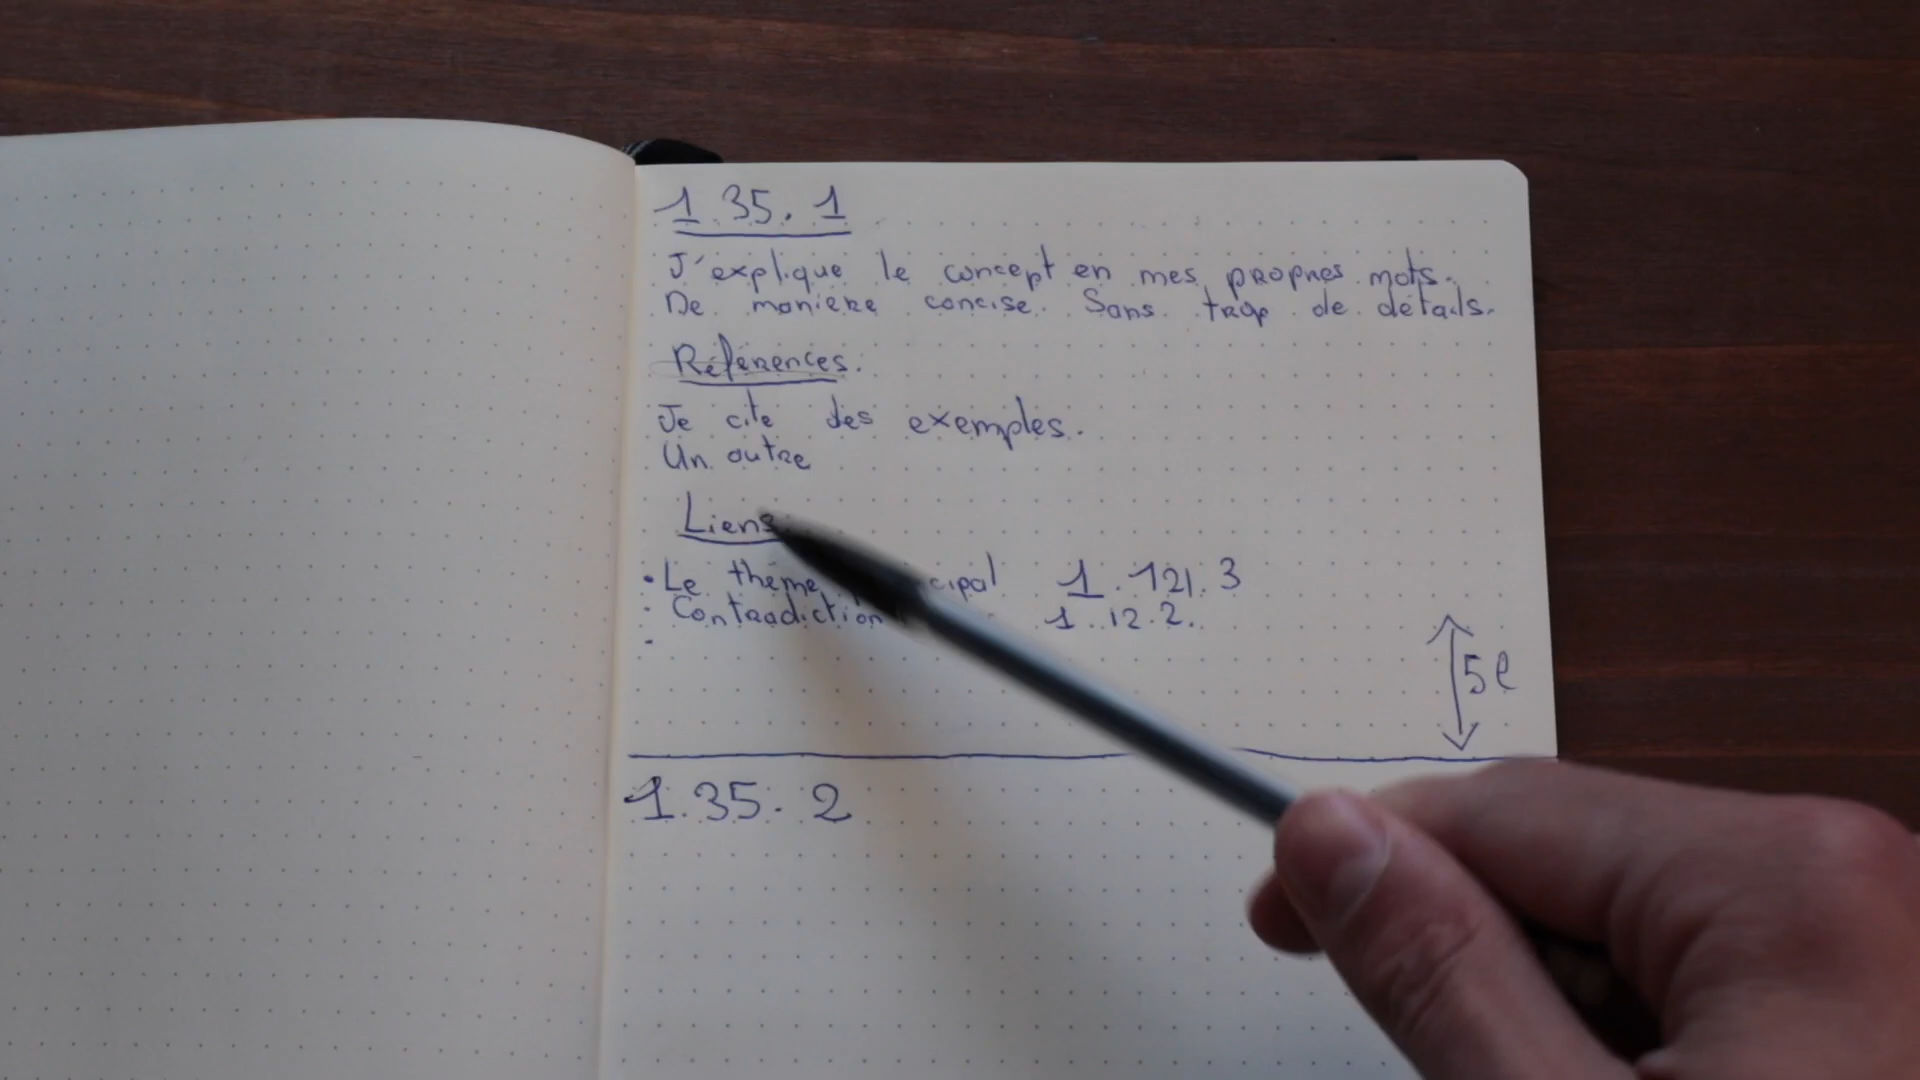 1.35.1
J'explique le concept en mes propres mots.
De manière concise. Sans trop de détails.
Références.
Je cite des exemples.
Un autre
Liens
• Le thème 1.121.3
• Contradiction 1.12.2.
5l
1.35.2